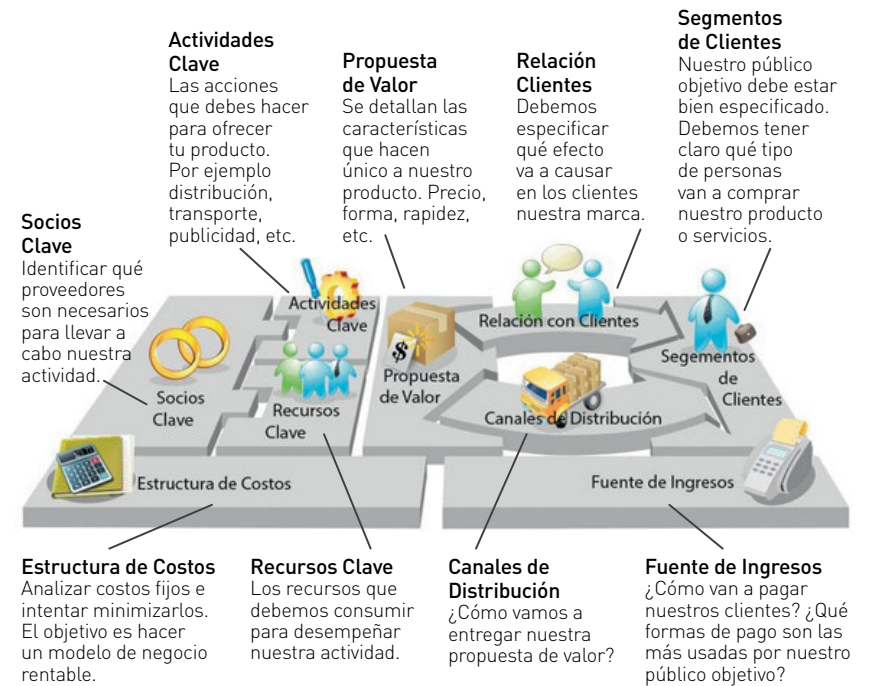 Segmentos
de Clientes
Nuestro público
objetivo debe estar
bien especificado.
Debemos tener
claro qué tipo
de personas
van a comprar
nuestro producto
o servicios.
Actividades
Clave
Las acciones
que debes hacer
para ofrecer
tu producto.
Por ejemplo
distribución,
transporte,
publicidad, etc.
Propuesta
de Valor
Se detallan las
características
que hacen
único a nuestro
producto. Precio,
forma, rapidez,
etc.
Relación
Clientes
Debemos
especificar
qué efecto
va a causar
en los clientes
nuestra marca.
Socios
Clave
Identificar qué
proveedores
son necesarios
para llevar a
cabo nuestra
actividad.
Actividades
Clave
Relación con Clientes
Segementos
de
Clientes
$
Propuesta
de Valor
Socios
Clave
Recursos
Clave
Canales de Distribución
Estructura de Costos
Fuente de Ingresos
Estructura de Costos
Analizar costos fijos e
intentar minimizarlos.
El objetivo es hacer
un modelo de negocio
rentable.
Recursos Clave
Los recursos que
debemos consumir
para desempeñar
nuestra actividad.
Canales de
Distribución
¿Cómo vamos a
entregar nuestra
propuesta de valor?
Fuente de Ingresos
¿Cómo van a pagar
nuestros clientes? ¿Qué
formas de pago son las
más usadas por nuestro
público objetivo?